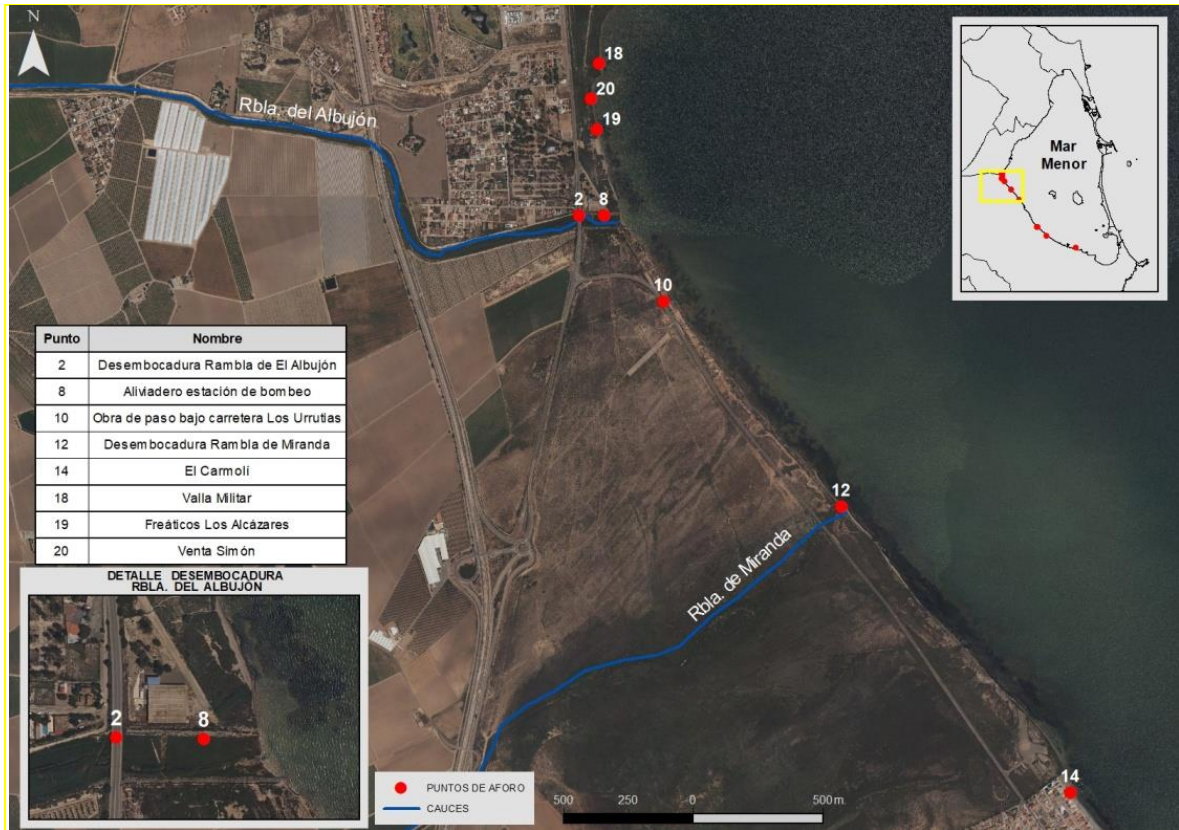 N
18
20
Rbla. del Albujón
19
2
8
Mar
Menor
10
Punto Nombre
2 Desembocadura Rambla de El Albujón
8 Aliviadero estación de bombeo
10 Obra de paso bajo carretera Los Urrutias
12 Desembocadura Rambla de Miranda
14 El Carmolí
18 Valla Militar
19 Freáticos Los Alcázares
20 Venta Simón
12
Rbla. de Miranda
DETALLE DESEMBOCADURA
RBLA. DEL ALBUJÓN
2
8
14
PUNTOS DE AFORO
CAUCES
500 250 0 500 m.